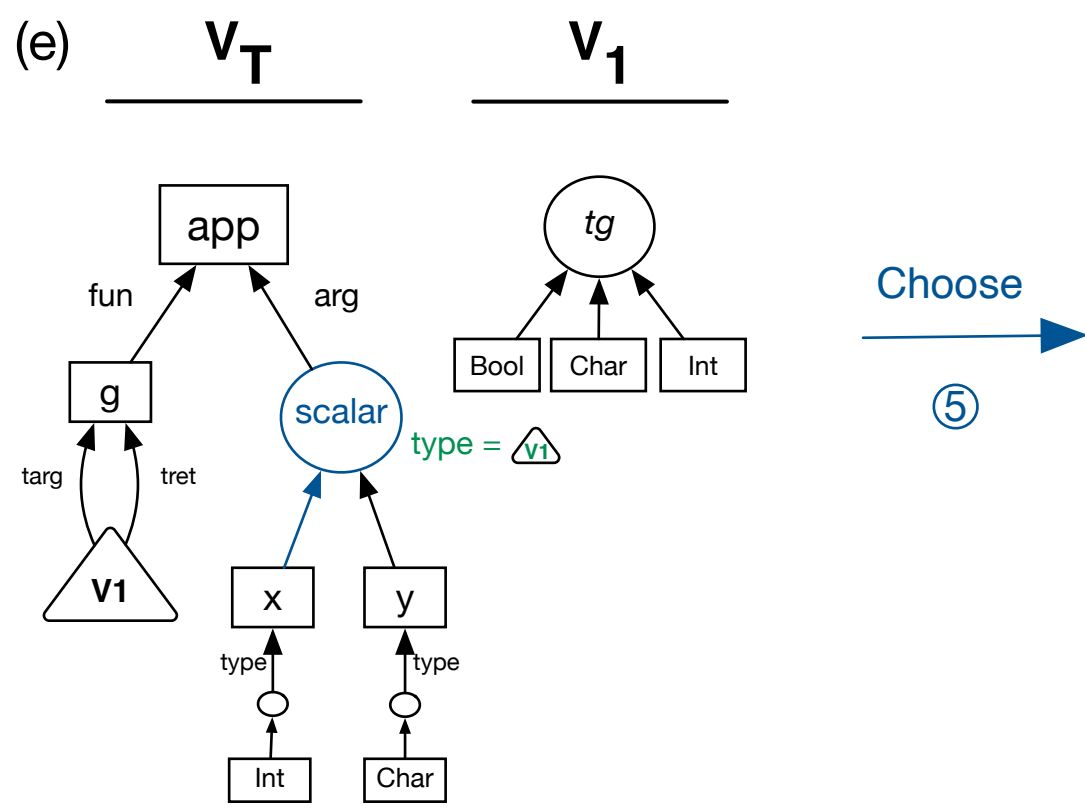 (e) VT V1
app
tg
fun arg
Choose
Bool Char Int
g
scalar
5
type = V1
targ tret
V1
x y
type type
Int Char